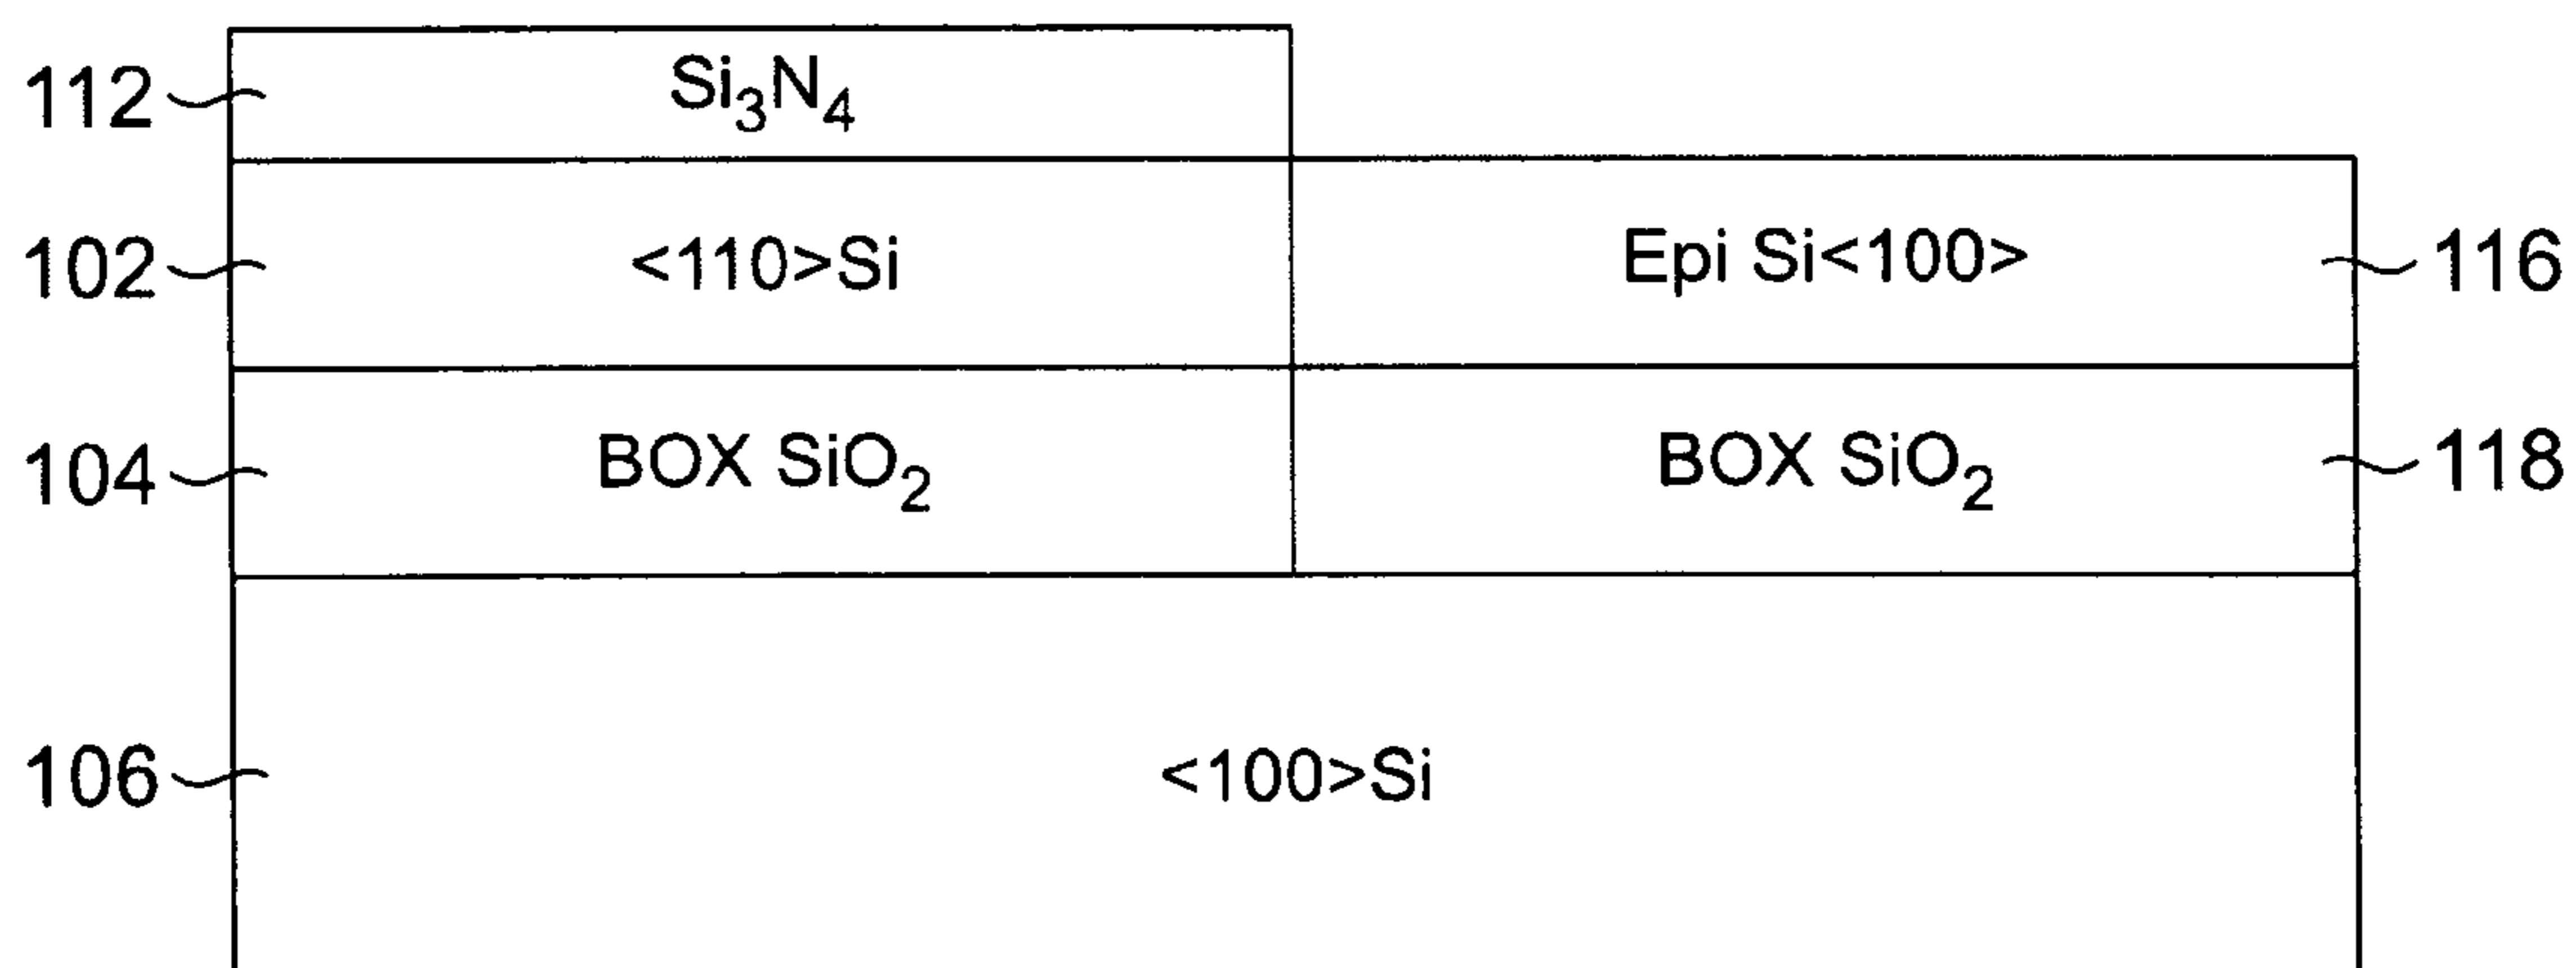 112 Si₃N₄
102 <110>Si Epi Si<100> 116
104 BOX SiO₂ BOX SiO₂ 118
106 <100>Si